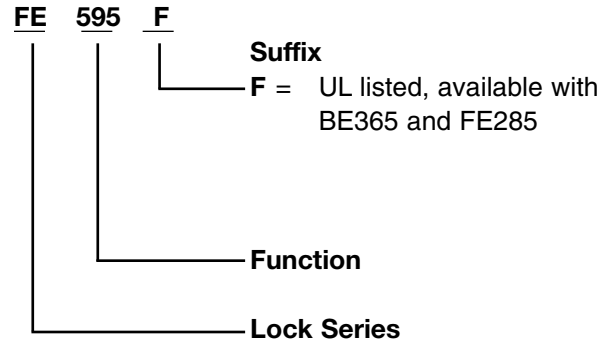 FE 595 F
Suffix
F = UL listed, available with
BE365 and FE285
Function
Lock Series